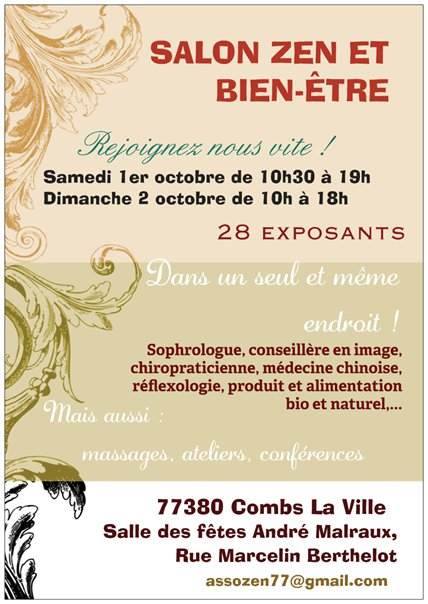 SALON ZEN ET
BIEN-ÊTRE
Rejoignez nous vite !
Samedi 1er octobre de 10h30 à 19h
Dimanche 2 octobre de 10h à 18h
28 EXPOSANTS
Dans un seul et même
endroit !
Sophrologue, conseillère en image,
chiropraticienne, médecine chinoise,
réflexologie, produit et alimentation
bio et naturel,...
Mais aussi :
massages, ateliers, conférences
77380 Combs La Ville
Salle des fêtes André Malraux,
Rue Marcelin Berthelot
assozen77@gmail.com